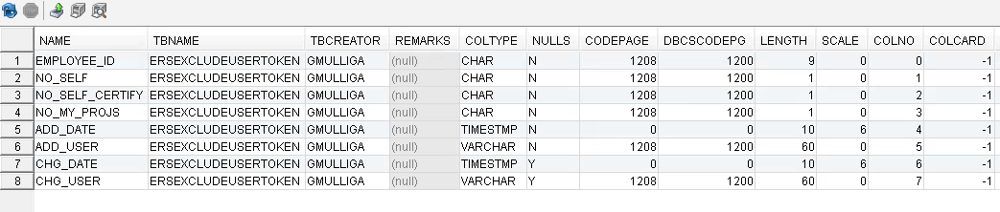 NAME TBNAME TBCREATOR REMARKS COLTYPE NULLS CODEPAGE DBCSCODEPG LENGTH SCALE COLNO COLCARD
1 EMPLOYEE_ID ERSEXCLUDEUSERTOKEN GMULLIGA (null) CHAR N 1208 1200 9 0 0 -1
2 NO_SELF ERSEXCLUDEUSERTOKEN GMULLIGA (null) CHAR N 1208 1200 1 0 1 -1
3 NO_SELF_CERTIFY ERSEXCLUDEUSERTOKEN GMULLIGA (null) CHAR N 1208 1200 1 0 2 -1
4 NO_MY_PROJS ERSEXCLUDEUSERTOKEN GMULLIGA (null) CHAR N 1208 1200 1 0 3 -1
5 ADD_DATE ERSEXCLUDEUSERTOKEN GMULLIGA (null) TIMESTMP N 0 0 10 6 4 -1
6 ADD_USER ERSEXCLUDEUSERTOKEN GMULLIGA (null) VARCHAR N 1208 1200 60 0 5 -1
7 CHG_DATE ERSEXCLUDEUSERTOKEN GMULLIGA (null) TIMESTMP Y 0 0 10 6 6 -1
8 CHG_USER ERSEXCLUDEUSERTOKEN GMULLIGA (null) VARCHAR Y 1208 1200 60 0 7 -1